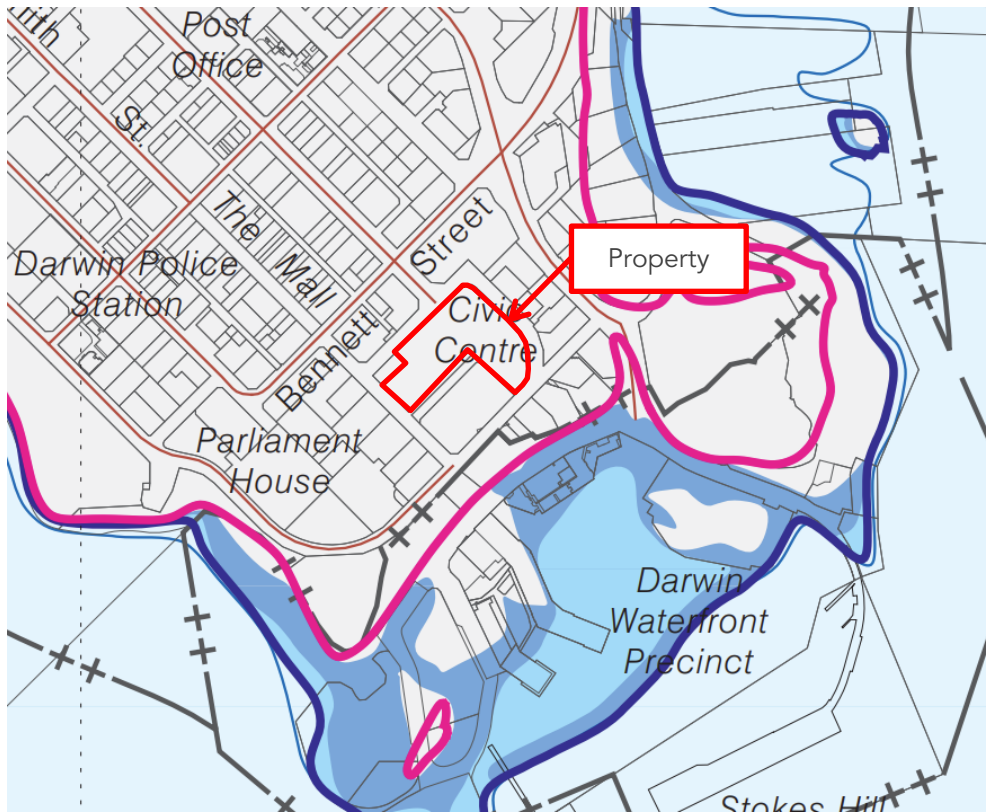 Post
Office
ith
St.
The
Mall
Street
Darwin Police
Station
Property
Civic
Centre
Bennett
Parliament
House
Darwin
Waterfront
Precinct
Stokes Hill